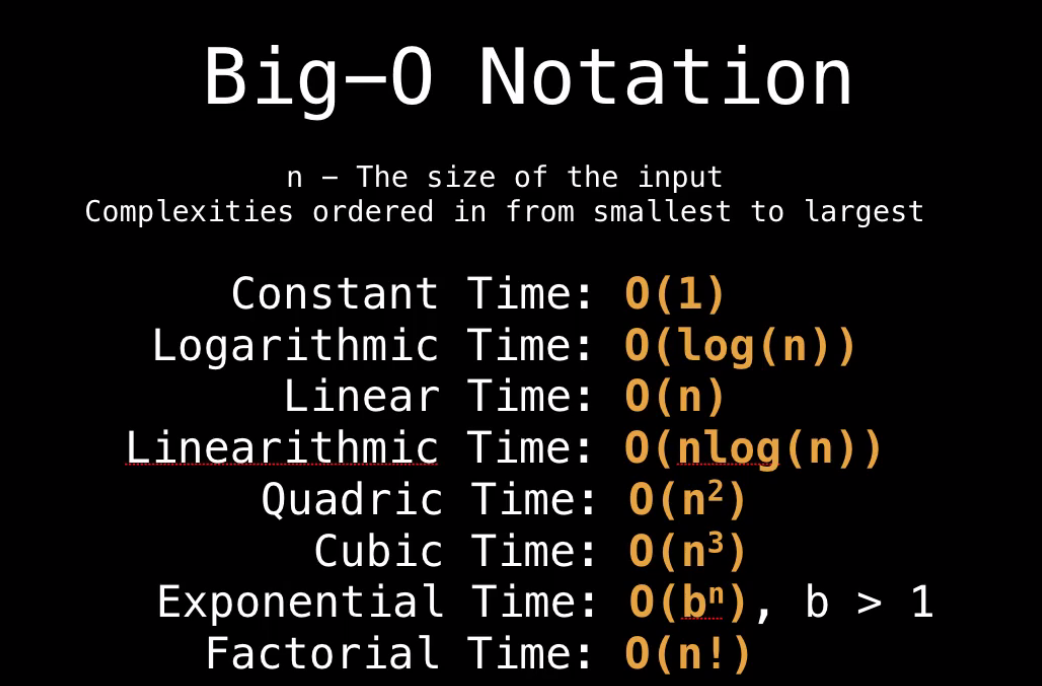 Big-O Notation
n - The size of the input
Complexities ordered in from smallest to largest
Constant Time: O(1)
Logarithmic Time: O(log(n))
Linear Time: O(n)
Linearithmic Time: O(nlog(n))
Quadric Time: O(n²)
Cubic Time: O(n³)
Exponential Time: O(bⁿ), b > 1
Factorial Time: O(n!)